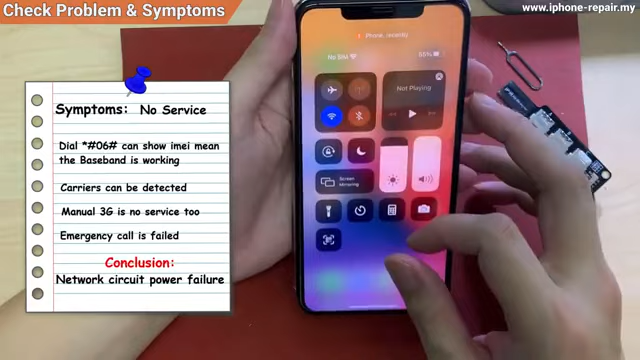 Check Problem & Symptoms
www.iphone-repair.my
Phone, recently
No SIM
55%
Not Playing
Screen
Mirroring
Symptoms: No Service
Dial *#06# can show imei mean
the Baseband is working
Carriers can be detected
Manual 3G is no service too
Emergency call is failed
Conclusion:
Network circuit power failure